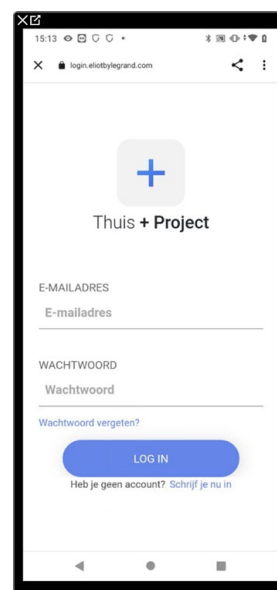 15:13
login.eliotbylegrand.com
Thuis + Project
E-MAILADRES
E-mailadres
WACHTWOORD
Wachtwoord
Wachtwoord vergeten?
LOG IN
Heb je geen account? Schrijf je nu in